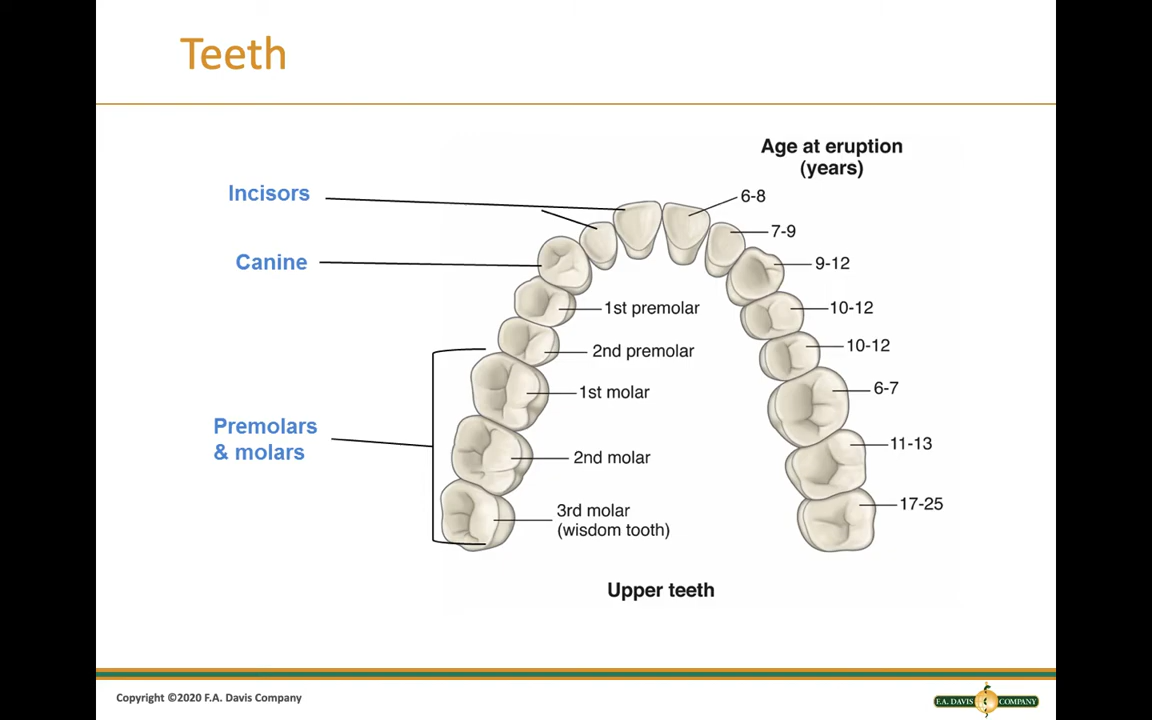 Teeth
Age at eruption
(years)
Incisors
6-8
7-9
Canine
9-12
1st premolar
10-12
2nd premolar
10-12
1st molar
6-7
Premolars
& molars
11-13
2nd molar
17-25
3rd molar
(wisdom tooth)
Upper teeth
Copyright ©2020 F.A. Davis Company
F.A. DAVIS COMPANY